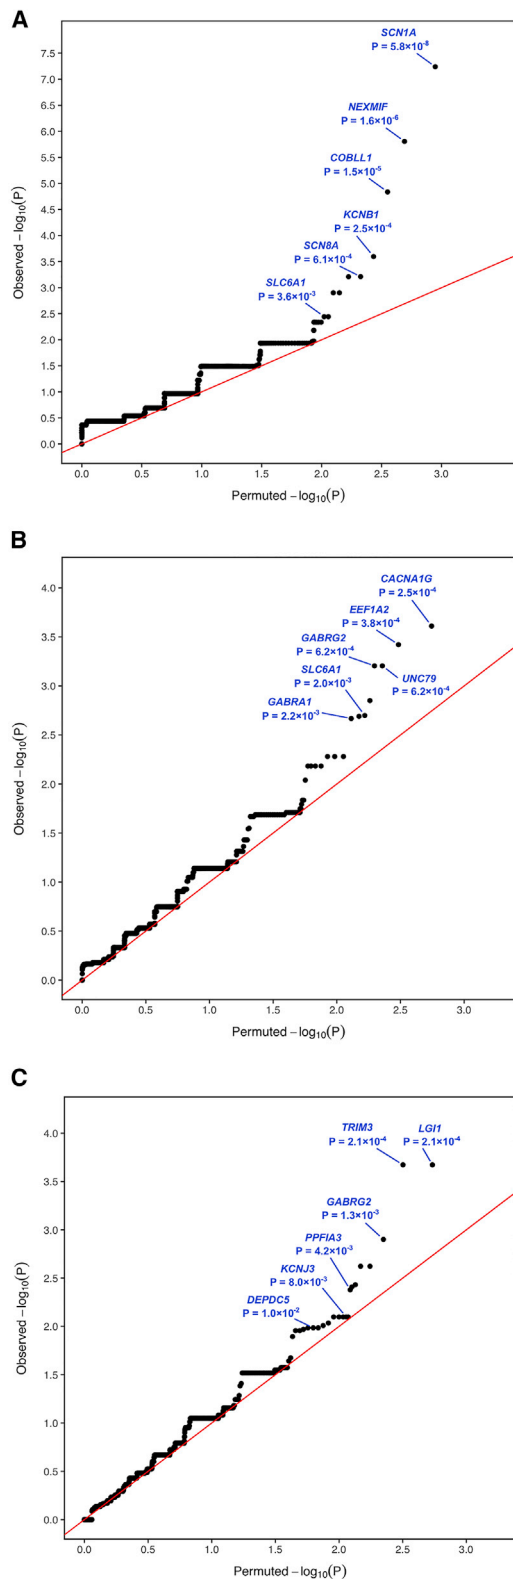 A
SCN1A
P = 5.8×10⁻⁸
NEXMIF
P = 1.6×10⁻⁶
COBLL1
P = 1.5×10⁻⁵
KCNB1
P = 2.5×10⁻⁴
SCN8A
P = 6.1×10⁻⁴
SLC6A1
P = 3.6×10⁻³
7.5
7.0
6.5
6.0
5.5
5.0
4.5
4.0
3.5
3.0
2.5
2.0
1.5
1.0
0.5
0.0
Observed −log₁₀(P)
0.0 0.5 1.0 1.5 2.0 2.5 3.0
Permuted −log₁₀(P)
B
CACNA1G
P = 2.5×10⁻⁴
EEF1A2
P = 3.8×10⁻⁴
GABRG2
P = 6.2×10⁻⁴
SLC6A1
P = 2.0×10⁻³
UNC79
P = 6.2×10⁻⁴
GABRA1
P = 2.2×10⁻³
4.0
3.5
3.0
2.5
2.0
1.5
1.0
0.5
0.0
Observed −log₁₀(P)
0.0 0.5 1.0 1.5 2.0 2.5 3.0
Permuted −log₁₀(P)
C
TRIM3
P = 2.1×10⁻⁴
LGI1
P = 2.1×10⁻⁴
GABRG2
P = 1.3×10⁻³
PPFIA3
P = 4.2×10⁻³
KCNJ3
P = 8.0×10⁻³
DEPDC5
P = 1.0×10⁻²
4.0
3.5
3.0
2.5
2.0
1.5
1.0
0.5
0.0
Observed −log₁₀(P)
0.0 0.5 1.0 1.5 2.0 2.5 3.0
Permuted −log₁₀(P)